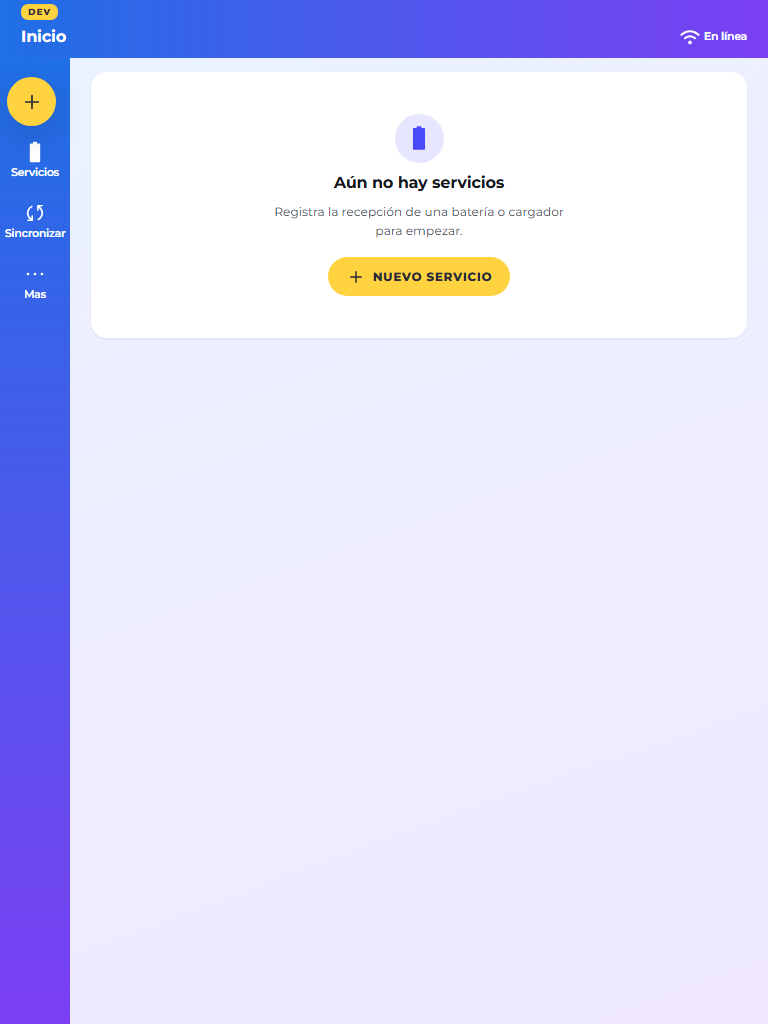 DEV
Inicio
En línea
Servicios
Sincronizar
Mas
Aún no hay servicios
Registra la recepción de una batería o cargador
para empezar.
NUEVO SERVICIO